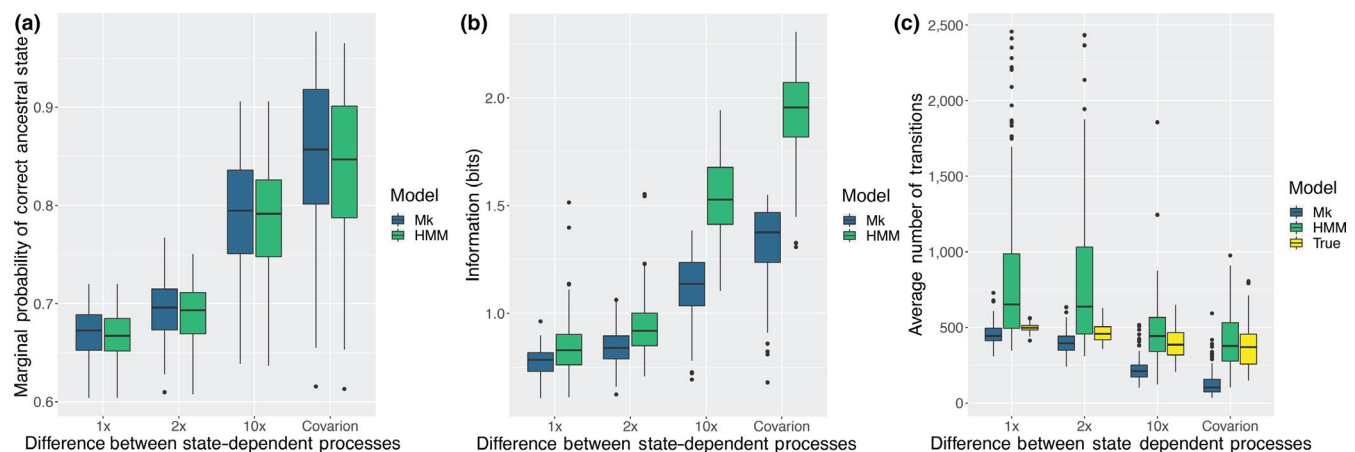 (a)
Marginal probability of correct ancestral state
0.9
0.8
0.7
0.6
1x 2x 10x Covarion
Difference between state-dependent processes
Model
Mk
HMM
(b)
Information (bits)
2.0
1.5
1.0
1x 2x 10x Covarion
Difference between state-dependent processes
Model
Mk
HMM
(c)
Average number of transitions
2,500
2,000
1,500
1,000
500
0
1x 2x 10x Covarion
Difference between state dependent processes
Model
Mk
HMM
True